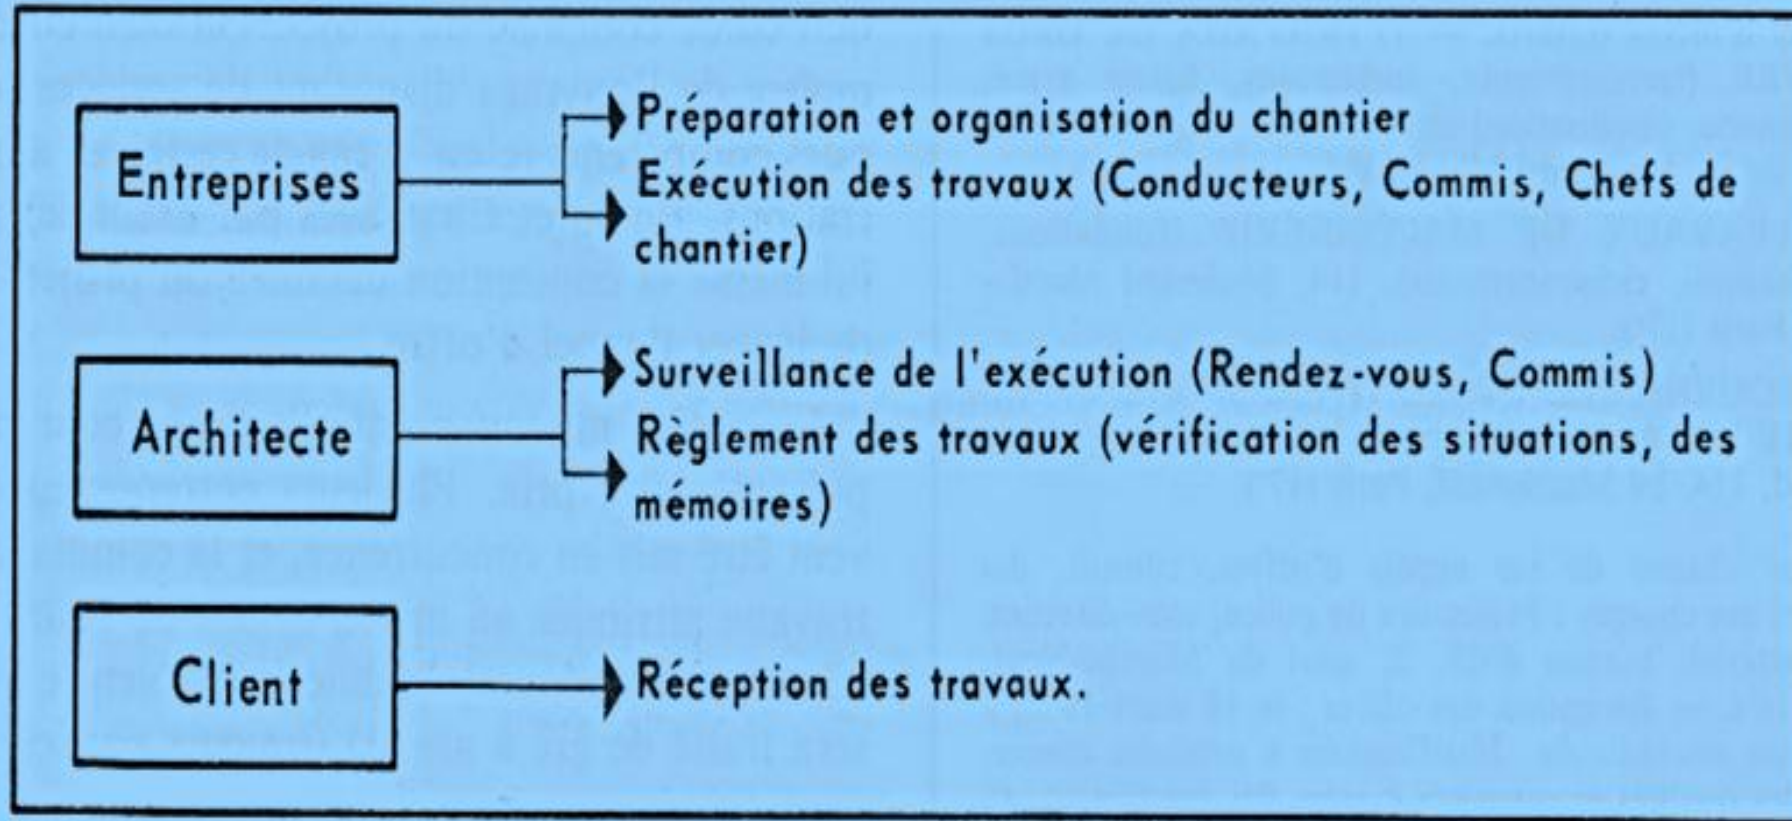 Entreprises
Préparation et organisation du chantier
Exécution des travaux (Conducteurs, Commis, Chefs de
chantier)
Architecte
Surveillance de l'exécution (Rendez-vous, Commis)
Règlement des travaux (vérification des situations, des
mémoires)
Client
Réception des travaux.